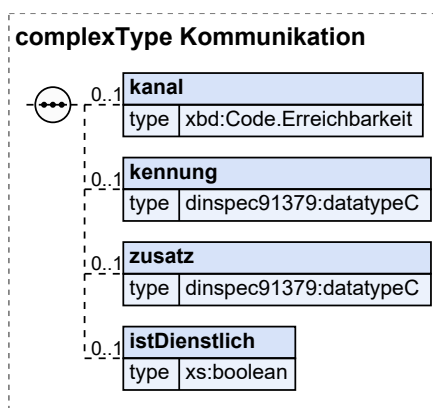 complexType Kommunikation
0..1 kanal
type xbd:Code.Erreichbarkeit
0..1 kennung
type dinspec91379:datatypeC
0..1 zusatz
type dinspec91379:datatypeC
0..1 istDienstlich
type xs:boolean